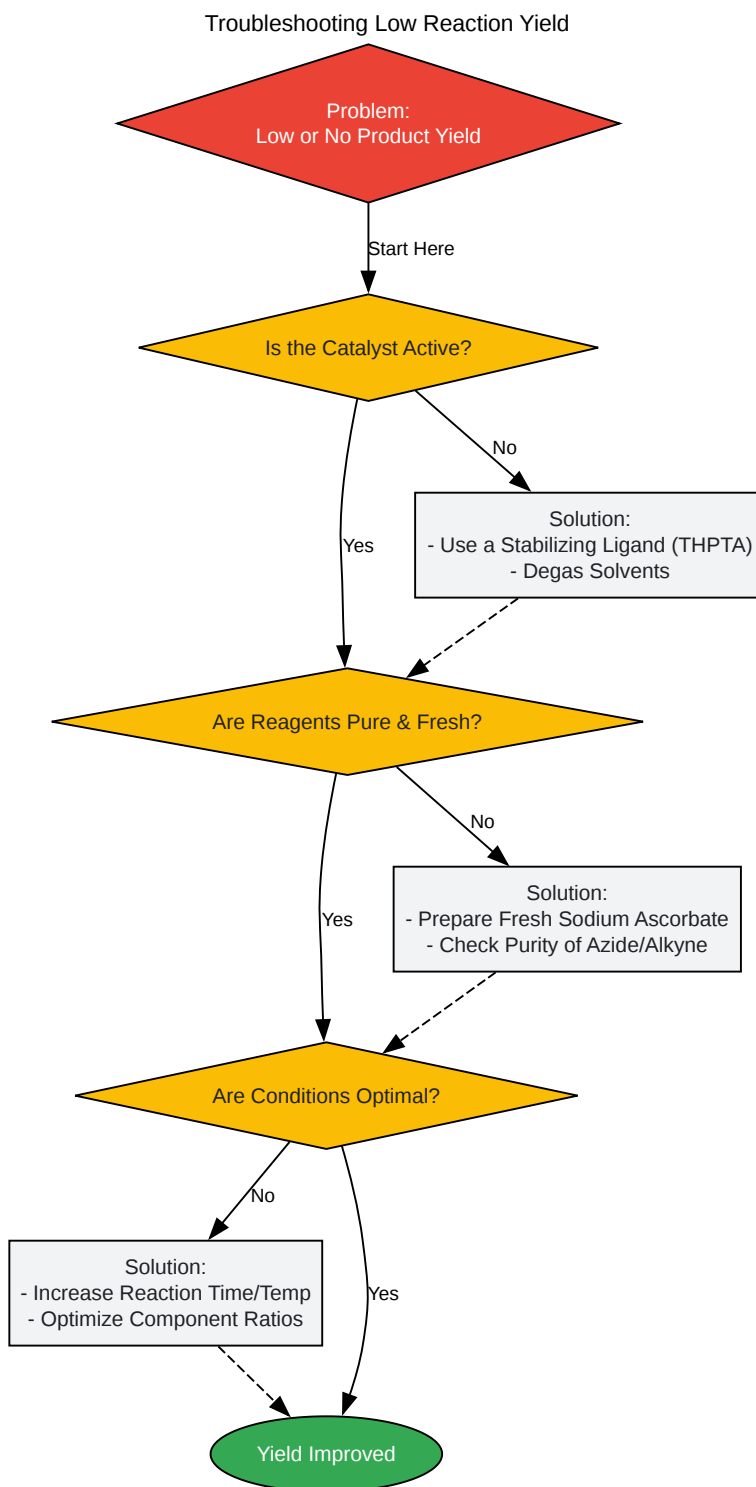 Troubleshooting Low Reaction Yield
Problem:
Low or No Product Yield
Start Here
Is the Catalyst Active?
No
Solution:
- Use a Stabilizing Ligand (THPTA)
- Degas Solvents
Yes
Are Reagents Pure & Fresh?
No
Solution:
- Prepare Fresh Sodium Ascorbate
- Check Purity of Azide/Alkyne
Yes
Are Conditions Optimal?
No
Solution:
- Increase Reaction Time/Temp
- Optimize Component Ratios
Yes
Yield Improved